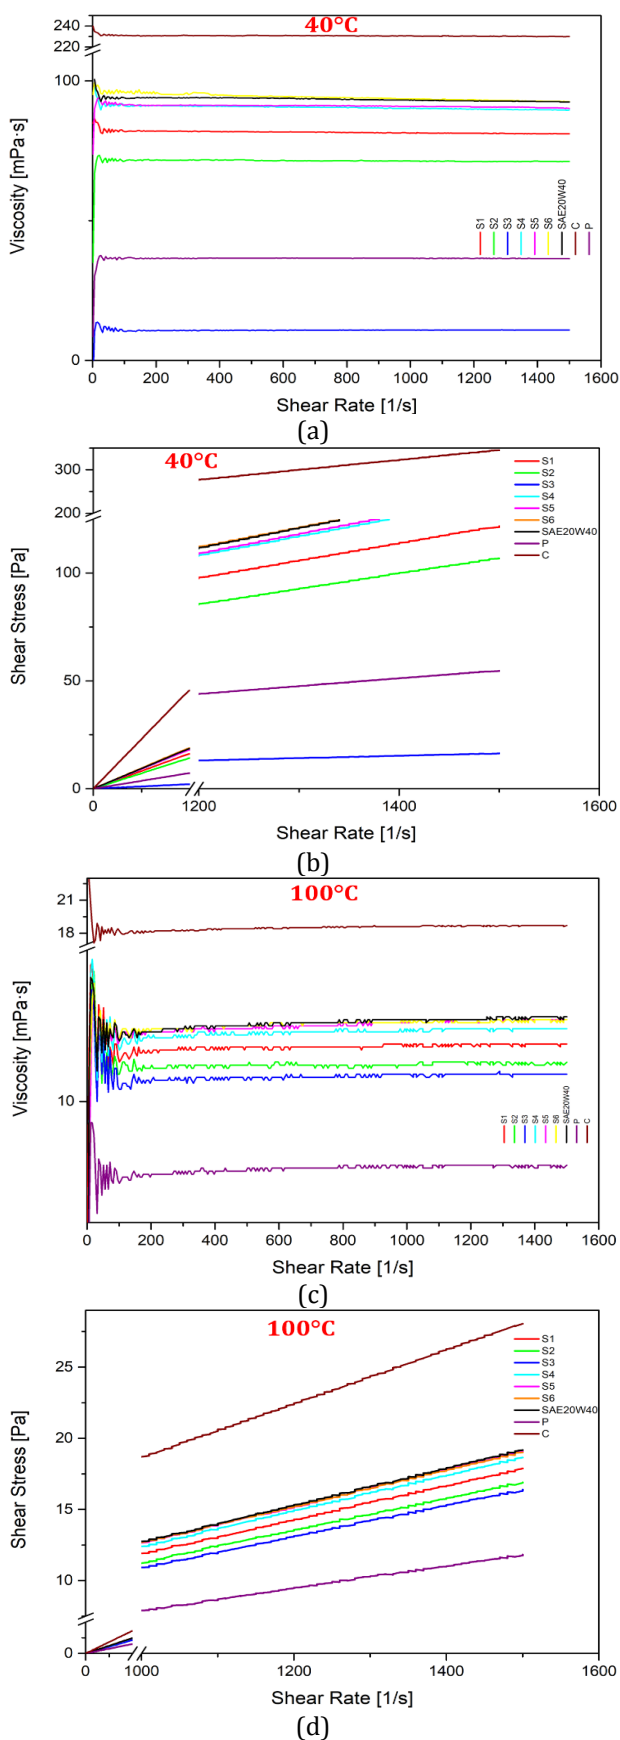 40°C
240
220
100
0
Viscosity [mPa·s]
S1
S2
S3
S4
S5
S6
SAE20W40
C
P
0 200 400 600 800 1000 1200 1400 1600
Shear Rate [1/s]
(a)
40°C
300
200
100
50
0
Shear Stress [Pa]
S1
S2
S3
S4
S5
S6
SAE20W40
P
C
0 1200 1400 1600
Shear Rate [1/s]
(b)
100°C
21
18
10
Viscosity [mPa·s]
S1
S2
S3
S4
S5
S6
SAE20W40
P
C
0 200 400 600 800 1000 1200 1400 1600
Shear Rate [1/s]
(c)
100°C
25
20
15
10
0
Shear Stress [Pa]
S1
S2
S3
S4
S5
S6
SAE20W40
P
C
0 1000 1200 1400 1600
Shear Rate [1/s]
(d)